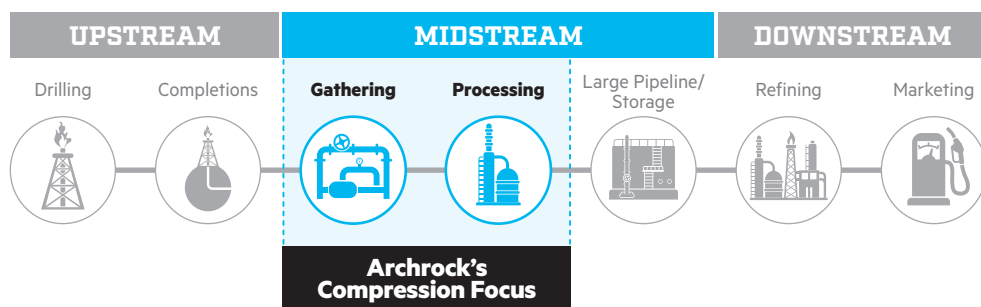 UPSTREAM
MIDSTREAM
DOWNSTREAM
Drilling
Completions
Gathering
Processing
Large Pipeline/
Storage
Refining
Marketing
Archrock’s
Compression Focus